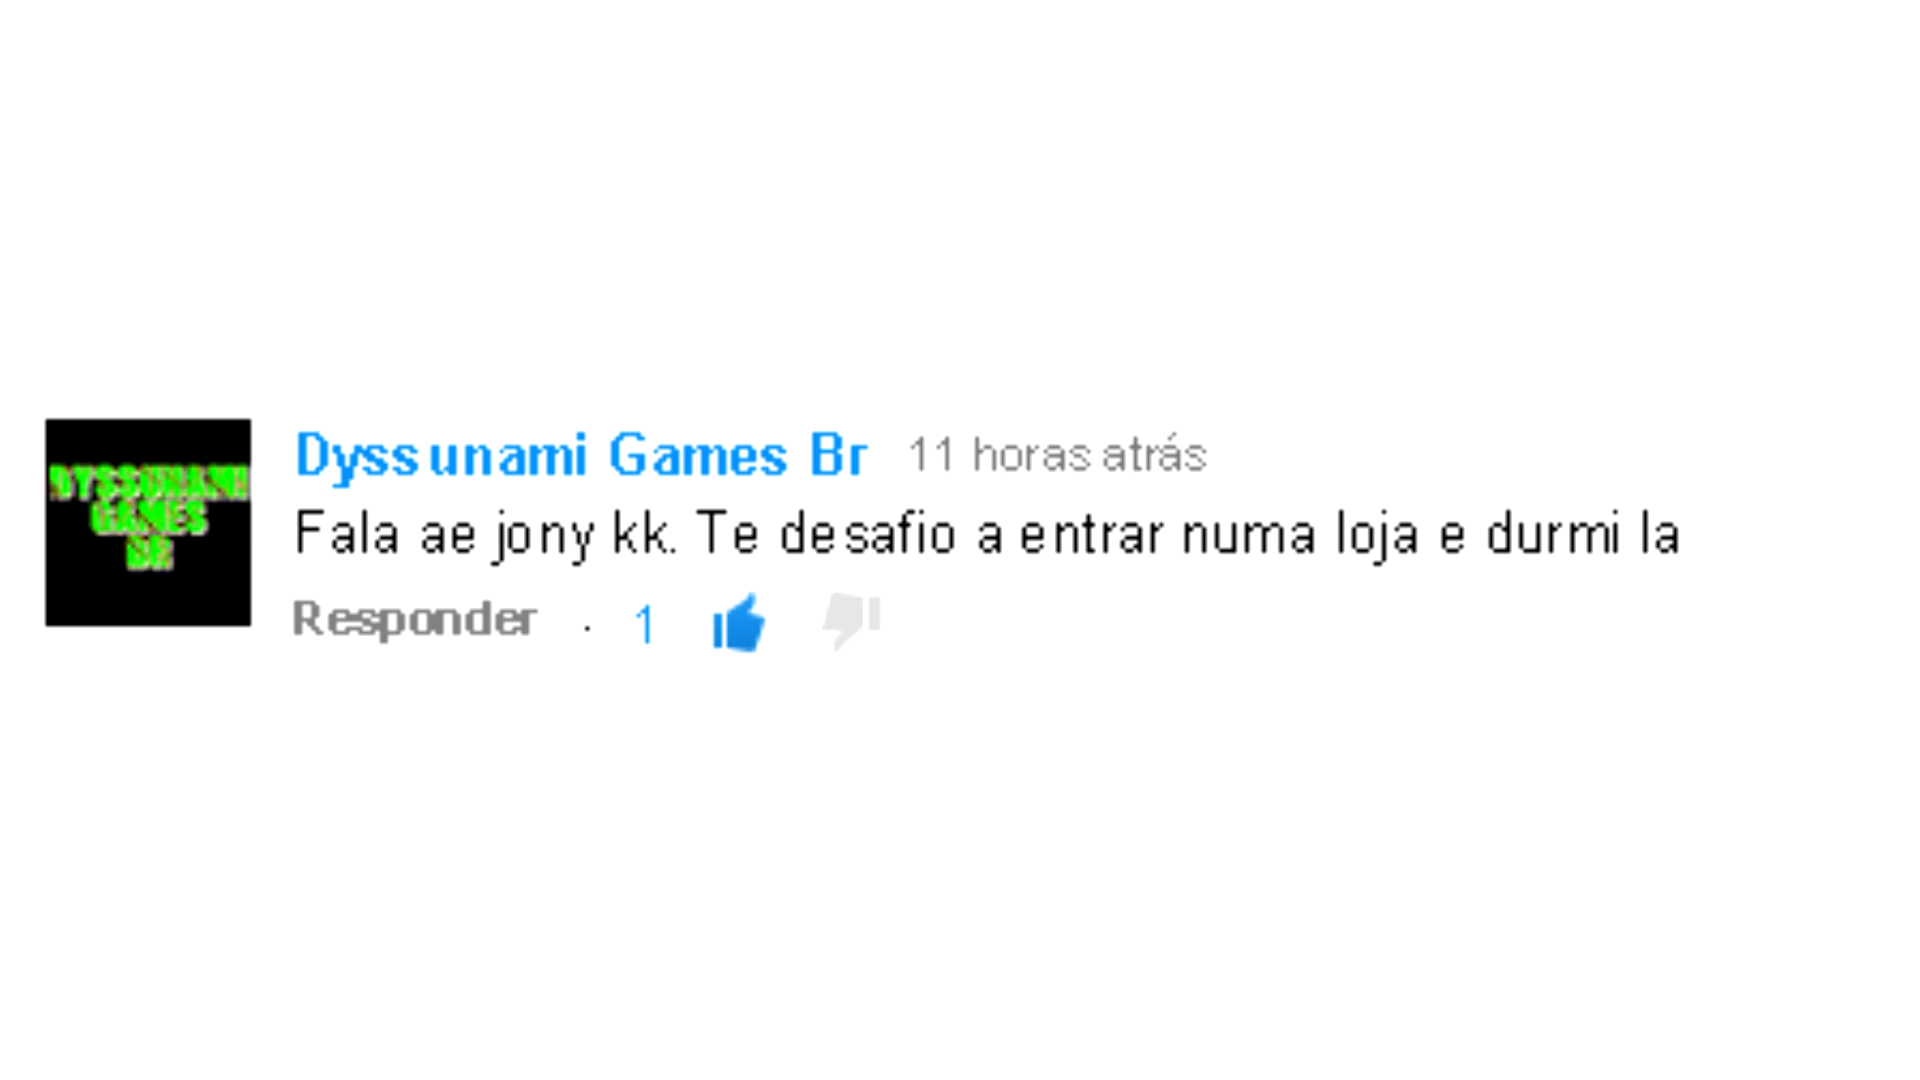 DYSSUNAMI
GAMES
BR
Dyssunami Games Br 11 horas atrás
Fala ae jony kk. Te desafio a entrar numa loja e durmi la
Responder · 1